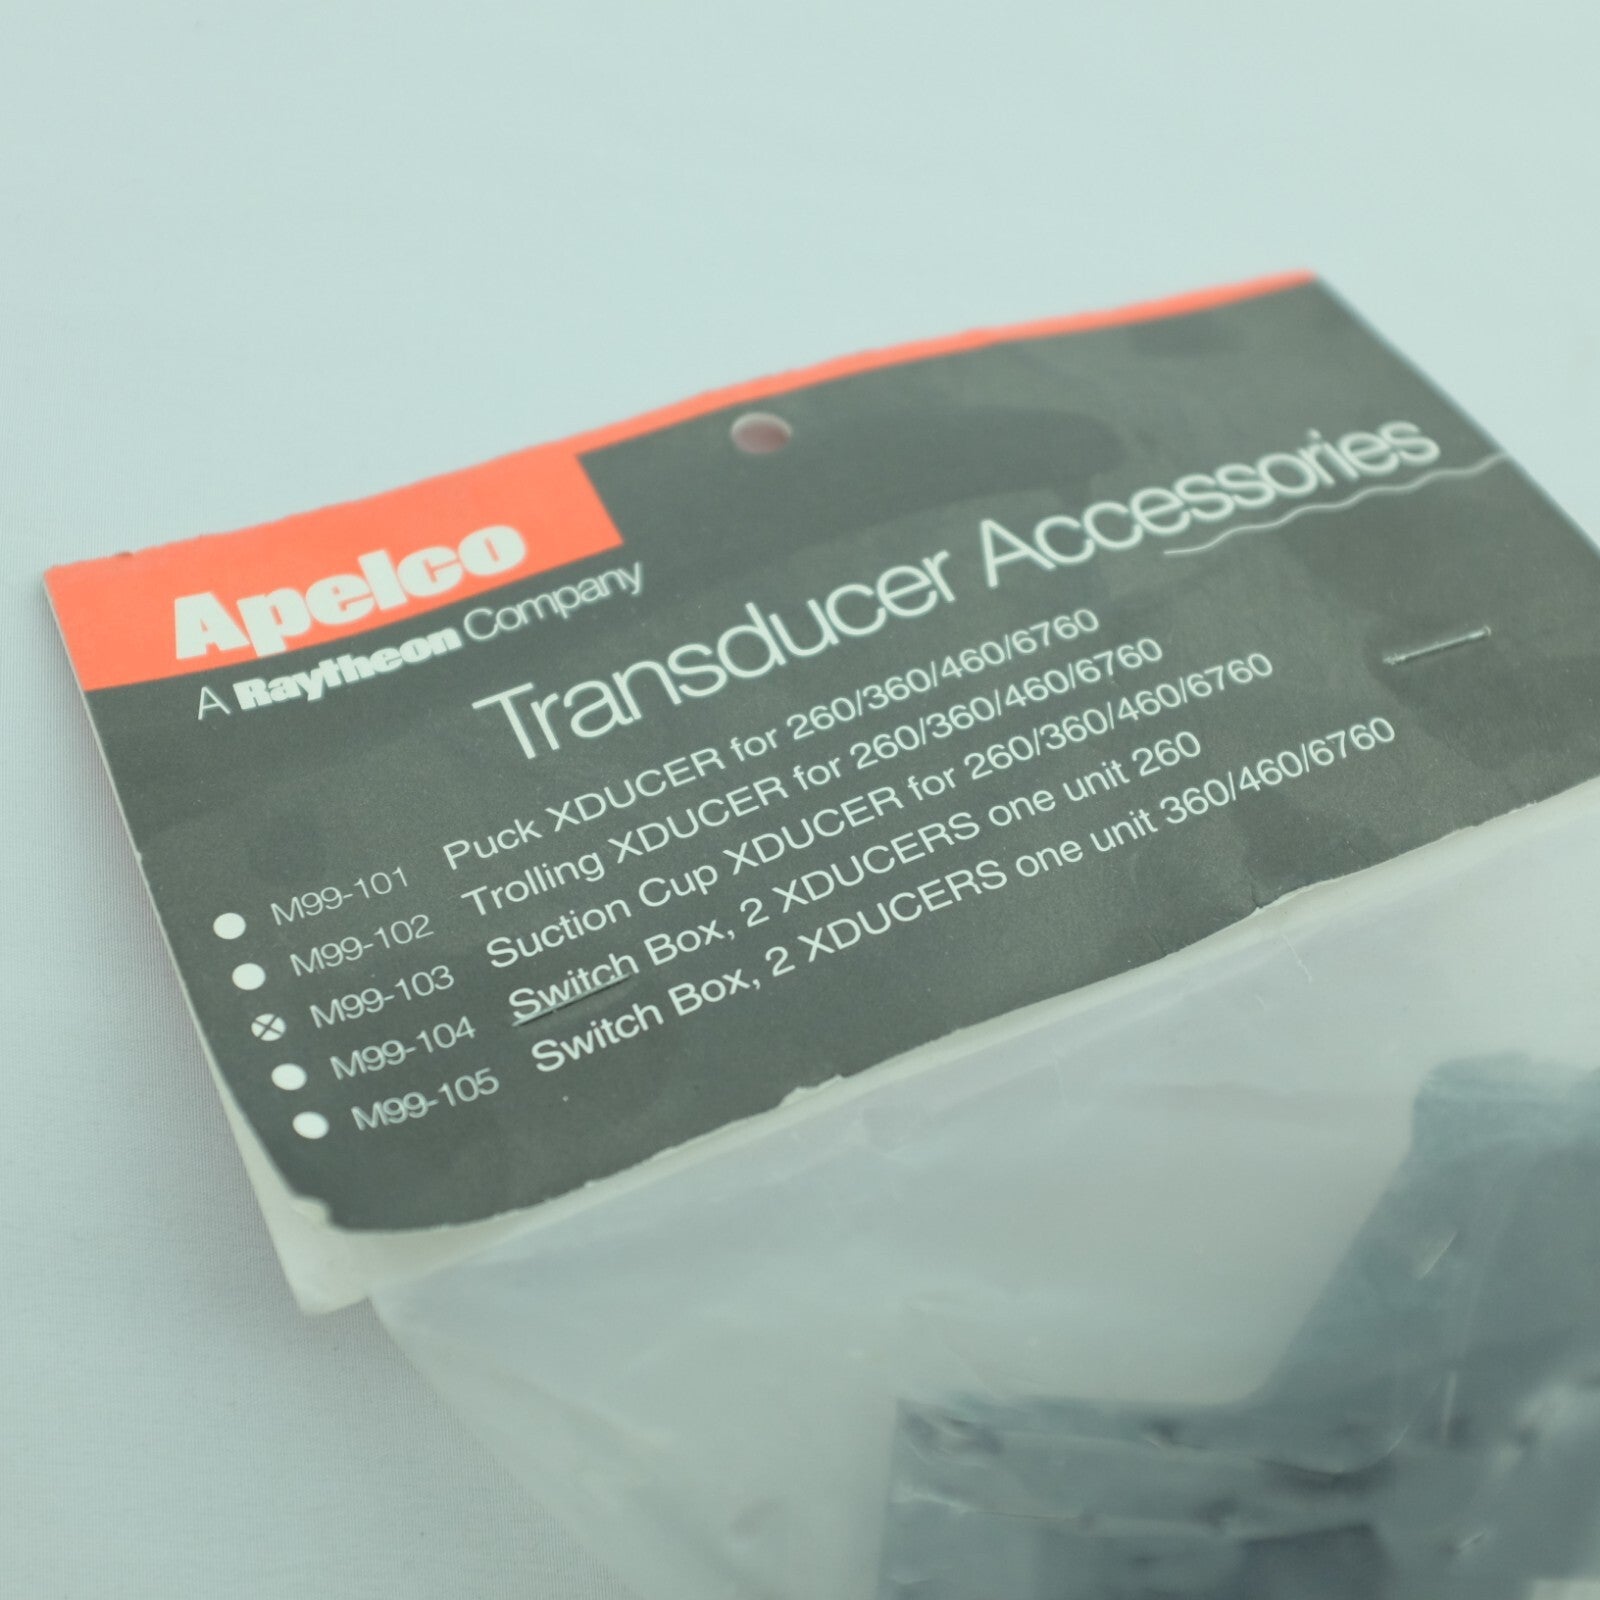 Apelco
A Raytheon Company
Transducer Accessories
M99-101 Puck XDUCER for 260/360/460/6760
M99-102 Trolling XDUCER for 260/360/460/6760
M99-103 Suction Cup XDUCER for 260/360/460/6760
M99-104 Switch Box, 2 XDUCERS one unit 260
M99-105 Switch Box, 2 XDUCERS one unit 360/460/6760